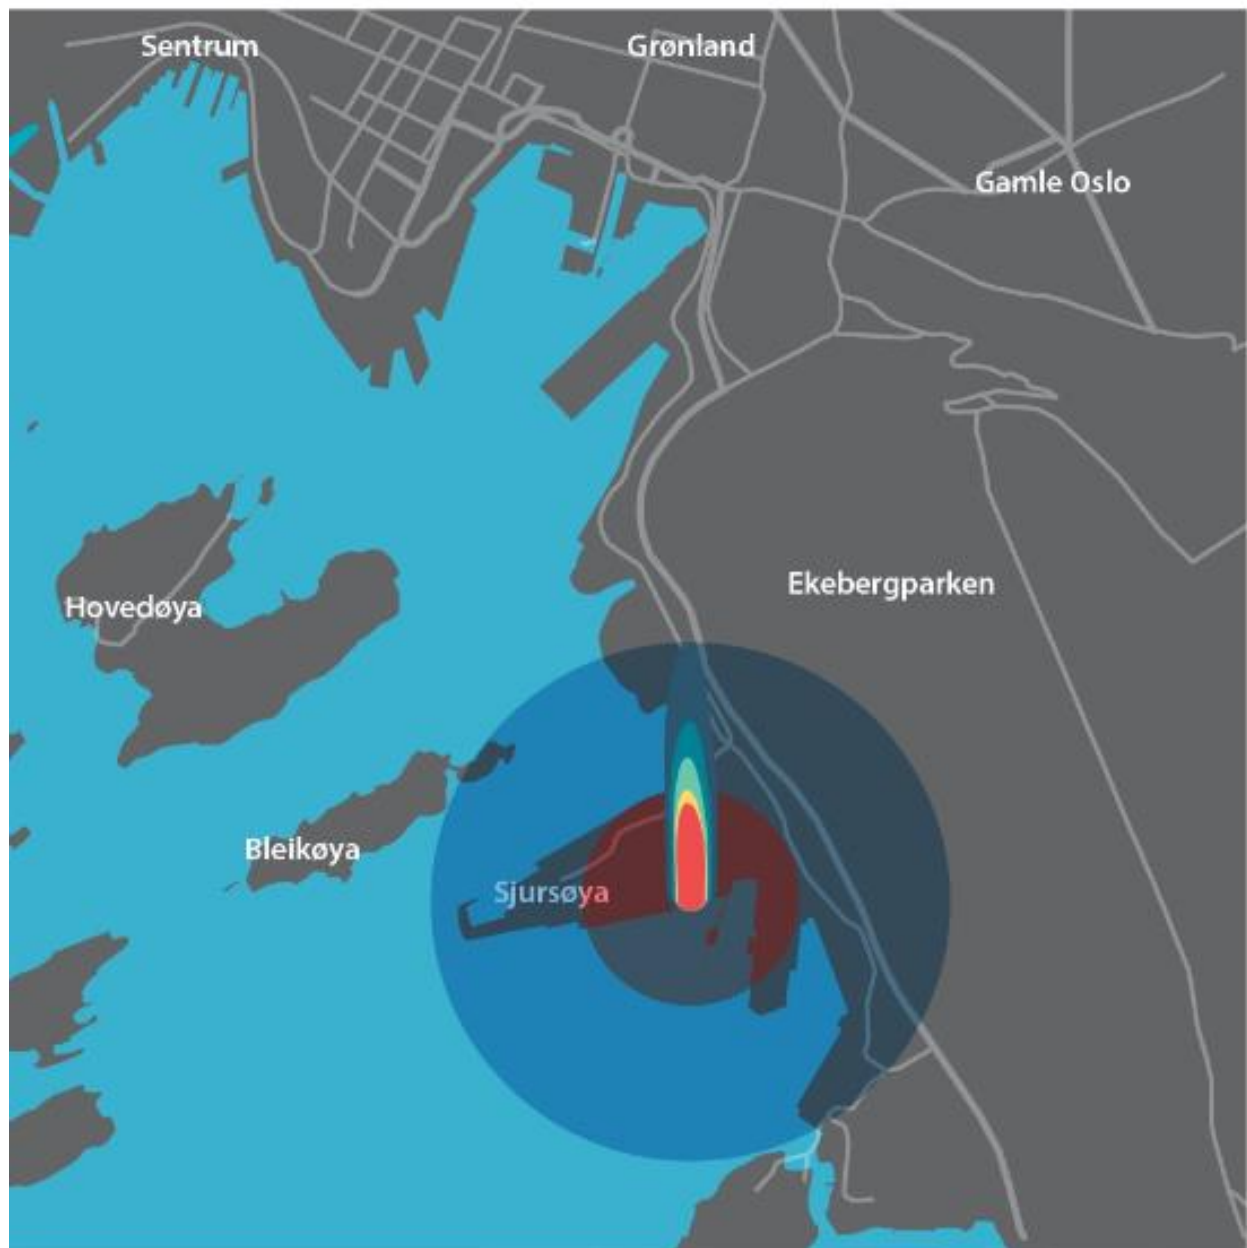 Sentrum
Grønland
Gamle Oslo
Ekebergparken
Hovedøya
Bleikøya
Sjursøya